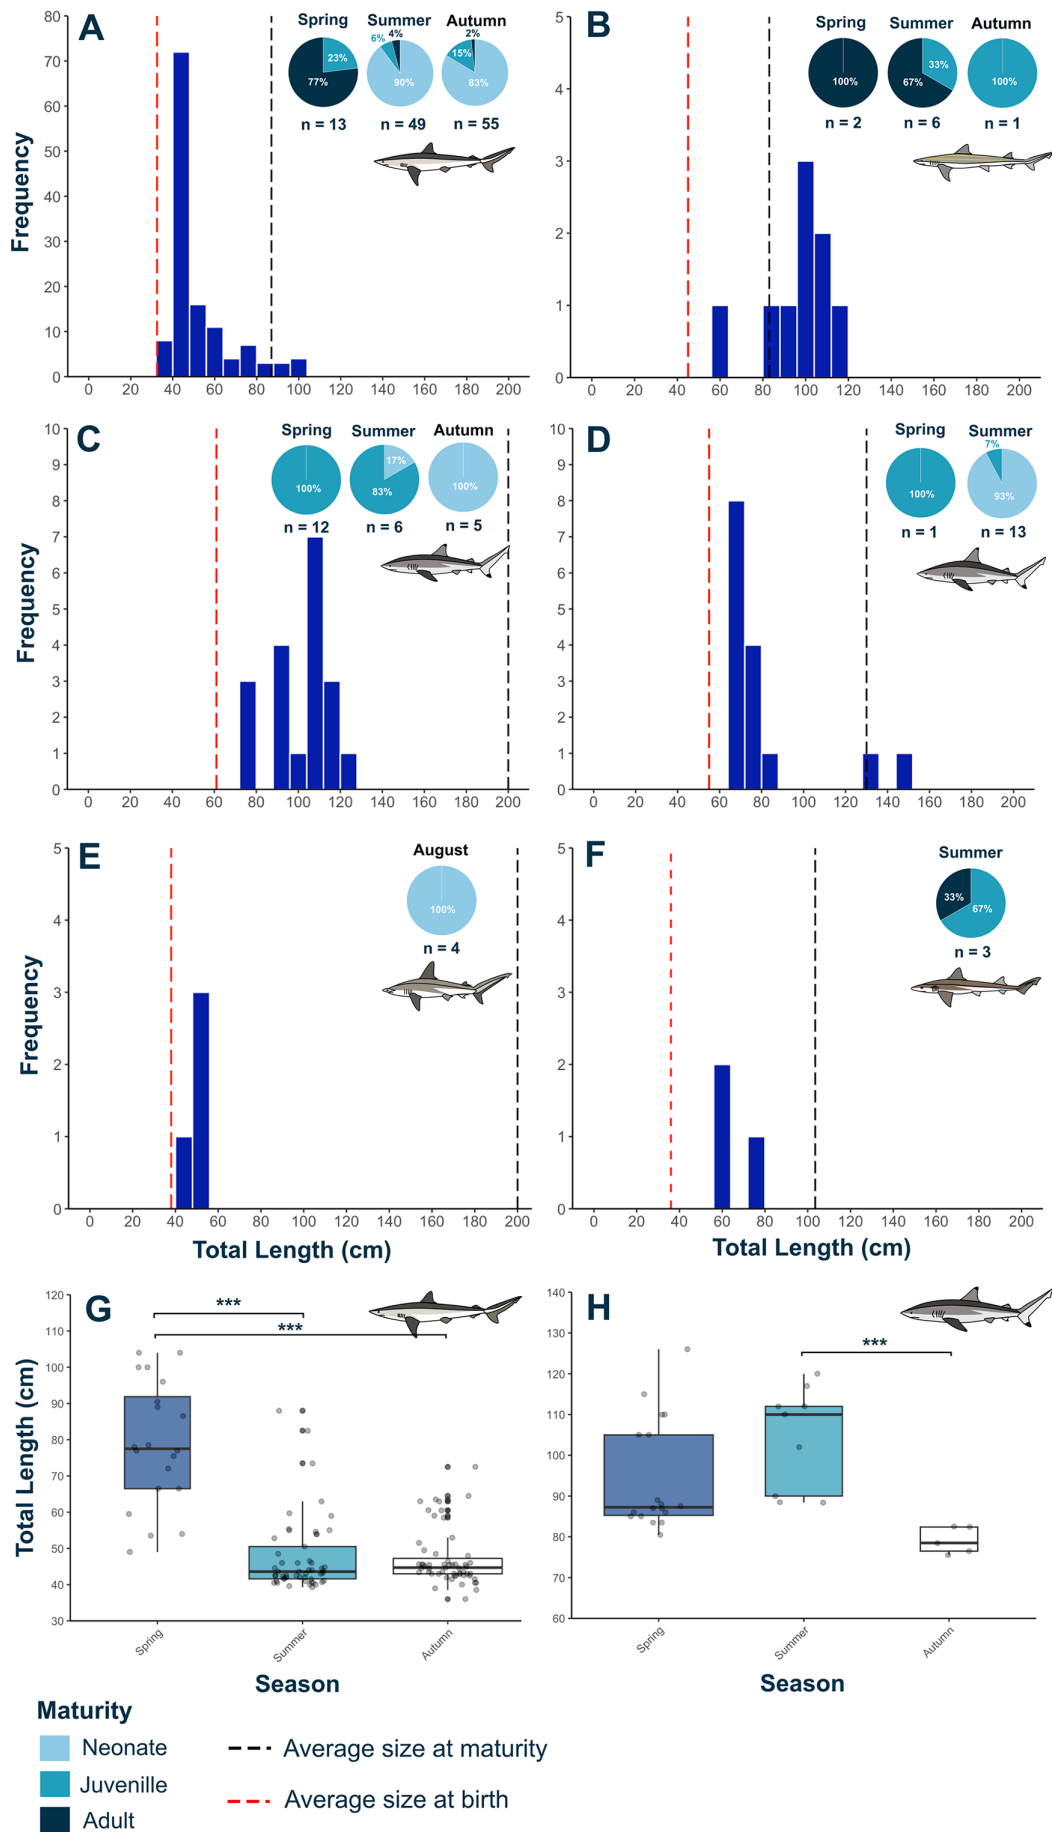 A
Spring Summer Autumn
23% 77%
6% 4% 90%
2% 15% 83%
n = 13 n = 49 n = 55
Frequency
80
70
60
50
40
30
20
10
0
0 20 40 60 80 100 120 140 160 180 200
B
Spring Summer Autumn
100%
33% 67%
100%
n = 2 n = 6 n = 1
5
4
3
2
1
0
0 20 40 60 80 100 120 140 160 180 200
C
Spring Summer Autumn
100%
17% 83%
100%
n = 12 n = 6 n = 5
Frequency
10
9
8
7
6
5
4
3
2
1
0
0 20 40 60 80 100 120 140 160 180 200
D
Spring Summer
100%
7% 93%
n = 1 n = 13
10
9
8
7
6
5
4
3
2
1
0
0 20 40 60 80 100 120 140 160 180 200
E
August
100%
n = 4
Frequency
5
4
3
2
1
0
0 20 40 60 80 100 120 140 160 180 200
Total Length (cm)
F
Summer
33% 67%
n = 3
5
4
3
2
1
0
0 20 40 60 80 100 120 140 160 180 200
Total Length (cm)
G
***
***
Total Length (cm)
120
110
100
90
80
70
60
50
40
30
Spring Summer Autumn
Season
H
***
140
130
120
110
100
90
80
70
60
Spring Summer Autumn
Season
Maturity
Neonate
Juvenille
Adult
Average size at maturity
Average size at birth